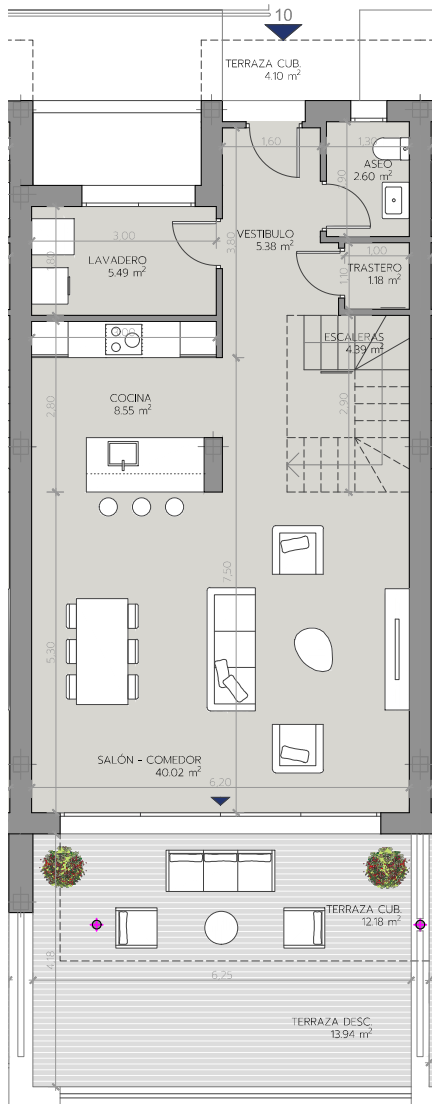 10
TERRAZA CUB.
4.10 m²
1.60
1.30
ASEO
2.60 m²
1.90
3.80
3.00
VESTIBULO
5.38 m²
LAVADERO
5.49 m²
1.80
1.00
TRASTERO
1.18 m²
1.10
ESCALERAS
4.39 m²
COCINA
8.55 m²
2.80
2.90
7.50
5.30
SALÓN - COMEDOR
40.02 m²
6.20
TERRAZA CUB.
12.18 m²
4.18
6.25
TERRAZA DESC.
13.94 m²